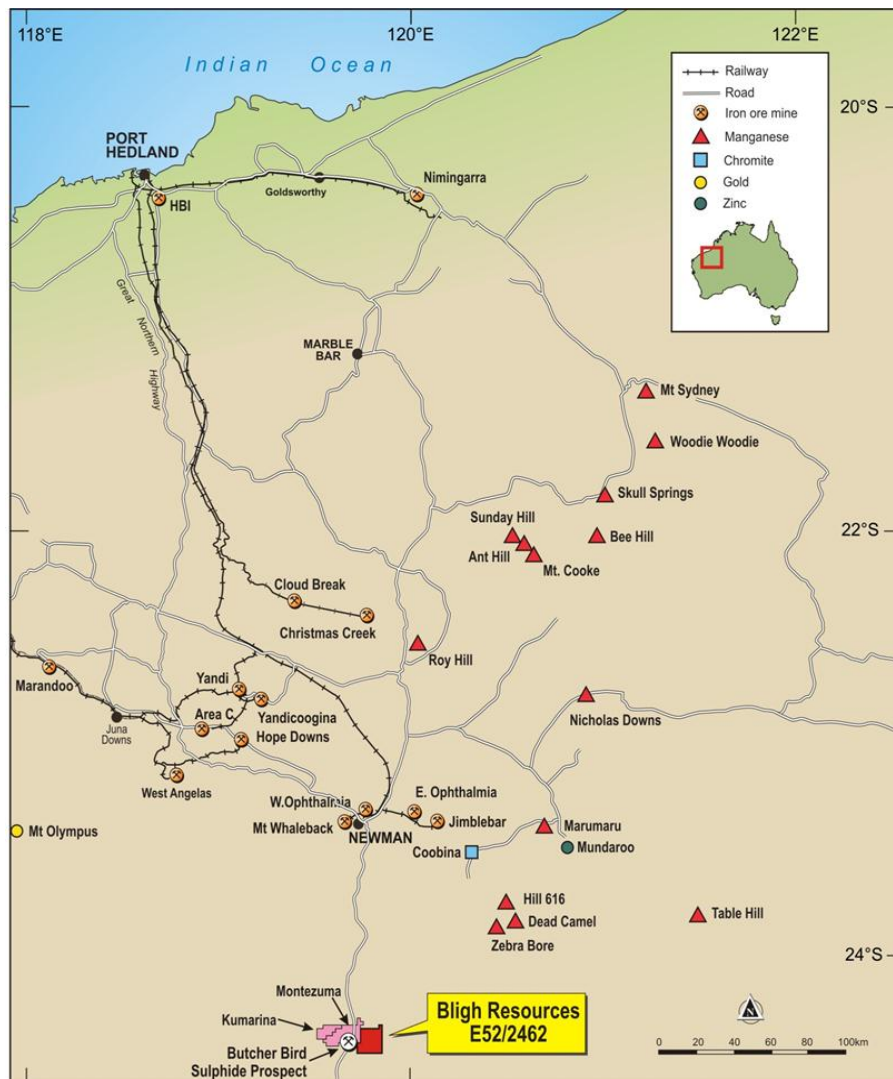 118°E
120°E
122°E
Indian Ocean
20°S
Railway
Road
Iron ore mine
Manganese
Chromite
Gold
Zinc
PORT
HEDLAND
HBI
Goldsworthy
Nimingarra
Great Northern Highway
MARBLE
BAR
Mt Sydney
Woodie Woodie
Skull Springs
Sunday Hill
Bee Hill
22°S
Ant Hill
Mt. Cooke
Cloud Break
Christmas Creek
Roy Hill
Marandoo
Yandi
Yandicoogina
Area C
Hope Downs
Juna
Downs
Nicholas Downs
West Angelas
W.Ophthalmia
E. Ophthalmia
Mt Whaleback
NEWMAN
Jimblebar
Mt Olympus
Marumaru
Coobina
Mundaroo
Hill 616
Dead Camel
Zebra Bore
Table Hill
24°S
Montezuma
Kumarina
Bligh Resources
E52/2462
Butcher Bird
Sulphide Prospect
N
0 20 40 60 80 100km